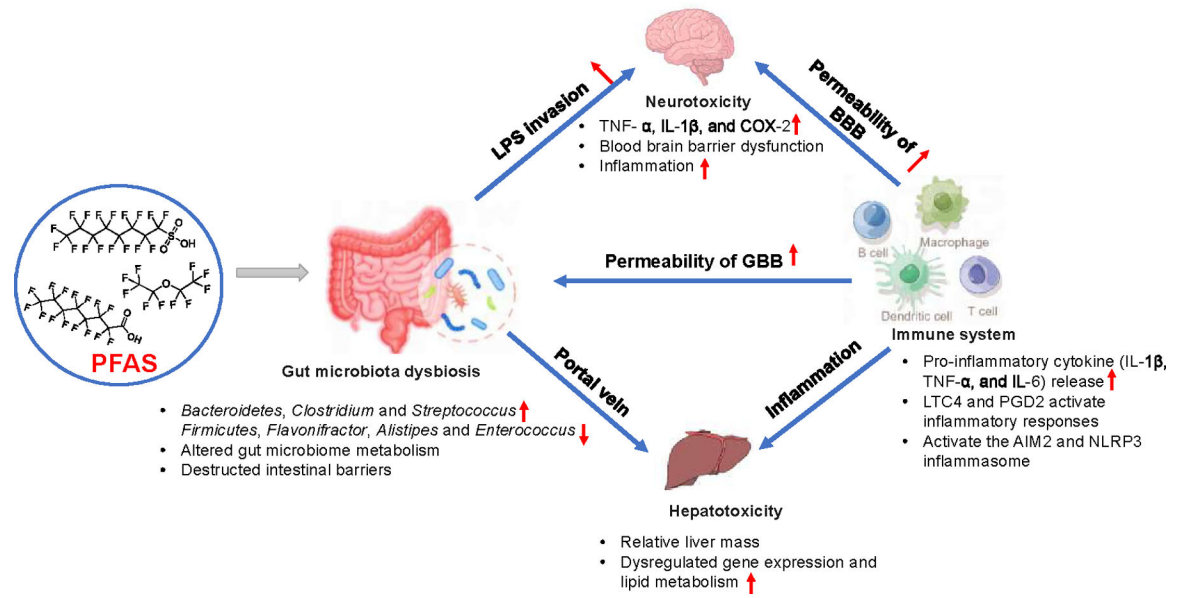 Neurotoxicity
• TNF- α, IL-1β, and COX-2
• Blood brain barrier dysfunction
• Inflammation
LPS invasion
Permeability of
BBB
B cell
Macrophage
Dendritic cell
T cell
Immune system
• Pro-inflammatory cytokine (IL-1β,
TNF-α, and IL-6) release
• LTC4 and PGD2 activate
inflammatory responses
• Activate the AIM2 and NLRP3
inflammasome
Permeability of GBB
F F F F F F F F
F
F
F F F F F F F F
S
O
O
OH
F
F
F
F F
O
F F
F
F
F
F F F F F F F
F
F
F F F F F F F
O
OH
PFAS
Gut microbiota dysbiosis
• Bacteroidetes, Clostridium and Streptococcus
Firmicutes, Flavonifractor, Alistipes and Enterococcus
• Altered gut microbiome metabolism
• Destructed intestinal barriers
Portal vein
Inflammation
Hepatotoxicity
• Relative liver mass
• Dysregulated gene expression and
lipid metabolism